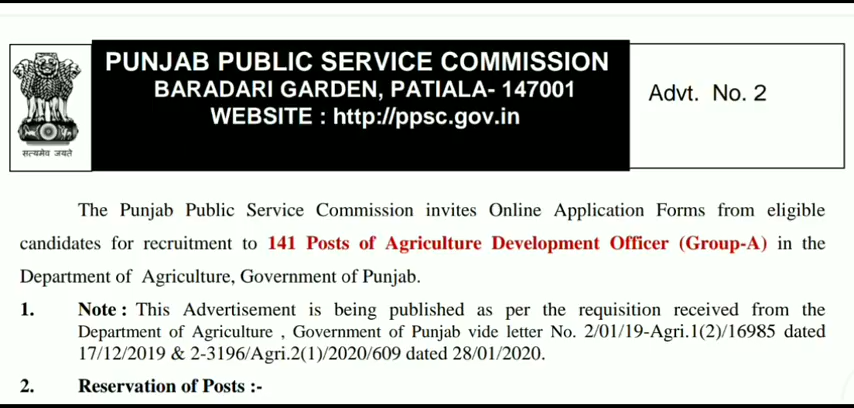 PUNJAB PUBLIC SERVICE COMMISSION
BARADARI GARDEN, PATIALA- 147001
WEBSITE : http://ppsc.gov.in
Advt. No. 2
सत्यमेव जयते
The Punjab Public Service Commission invites Online Application Forms from eligible
candidates for recruitment to 141 Posts of Agriculture Development Officer (Group-A) in the
Department of Agriculture, Government of Punjab.
1. Note : This Advertisement is being published as per the requisition received from the
Department of Agriculture , Government of Punjab vide letter No. 2/01/19-Agri.1(2)/16985 dated
17/12/2019 & 2-3196/Agri.2(1)/2020/609 dated 28/01/2020.
2. Reservation of Posts :-